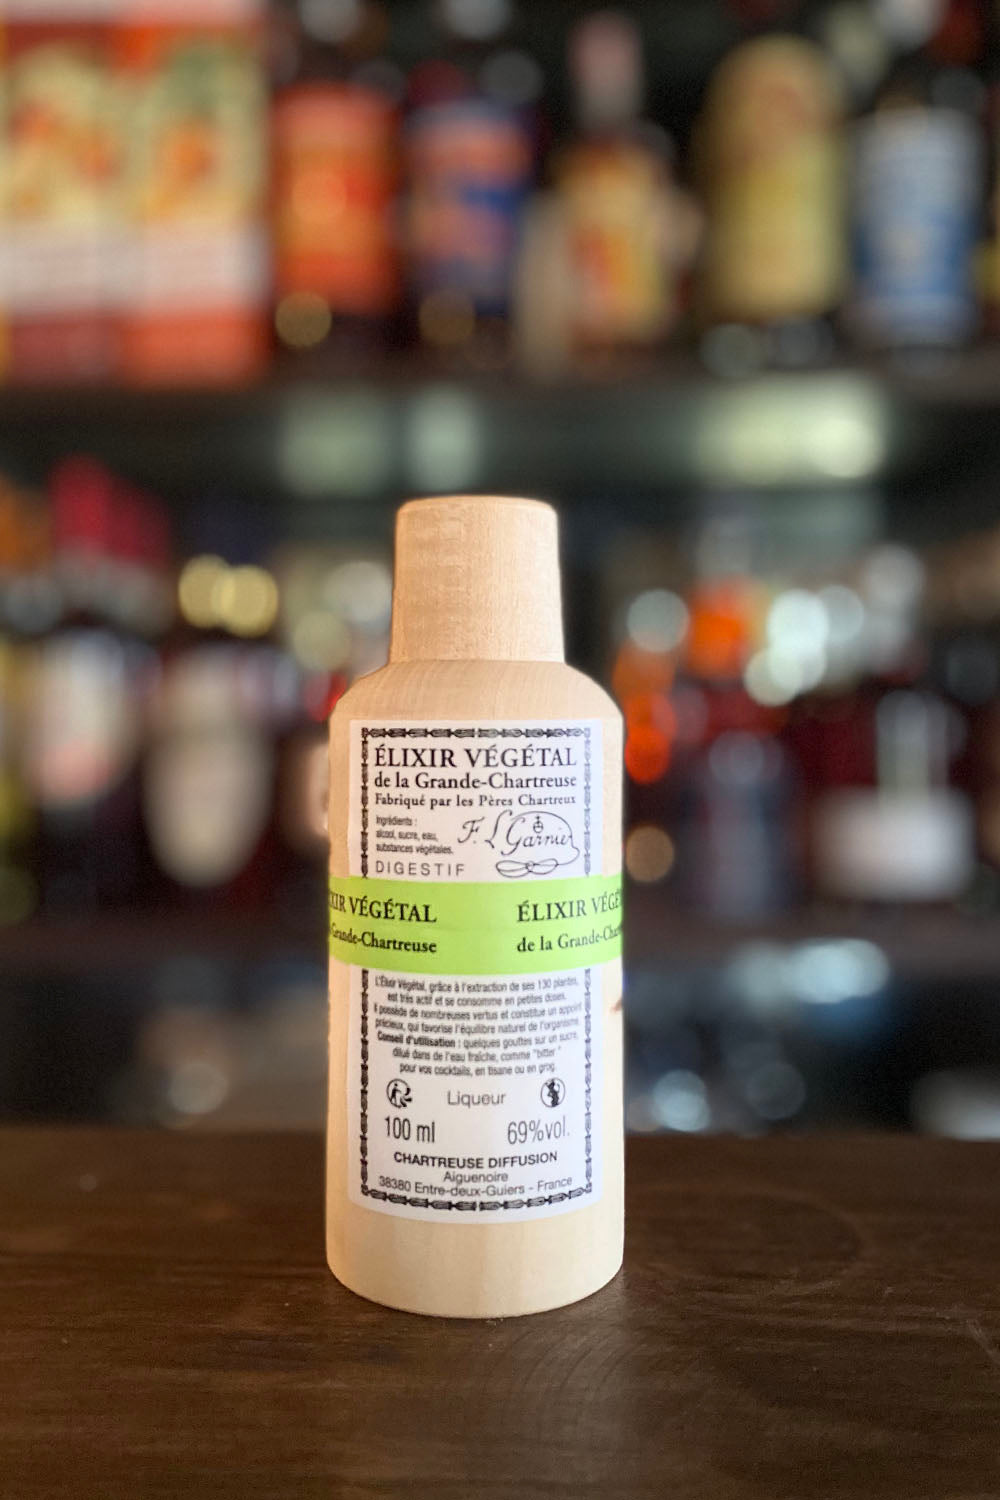 ÉLIXIR VÉGÉTAL
de la Grande-Chartreuse
Fabriqué par les Pères Chartreux
Ingrédients :
alcool, sucre, eau,
substances végétales.
F. L. Garnier
DIGESTIF
XIR VÉGÉTAL ÉLIXIR VÉGÉ
Grande-Chartreuse de la Grande-Char
L'Élixir Végétal, grâce à l'extraction de ses 130 plantes,
est très actif et se consomme en petites doses.
Il possède de nombreuses vertus et constitue un appoint
précieux, qui favorise l'équilibre naturel de l'organisme.
Conseil d'utilisation : quelques gouttes sur un sucre,
dilué dans de l'eau fraîche, comme "bitter"
pour vos cocktails, en tisane ou en grog.
Liqueur
100 ml 69%vol.
CHARTREUSE DIFFUSION
Aiguenoire
38380 Entre-deux-Guiers - France